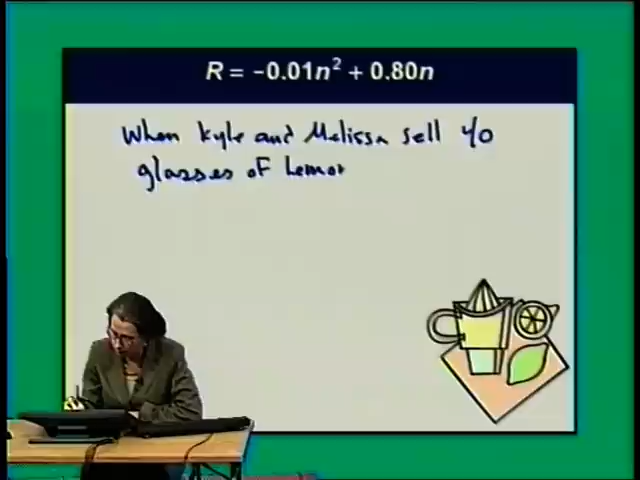 R = −0.01n² + 0.80n
When Kyle and Melissa sell 40
glasses of Lemon